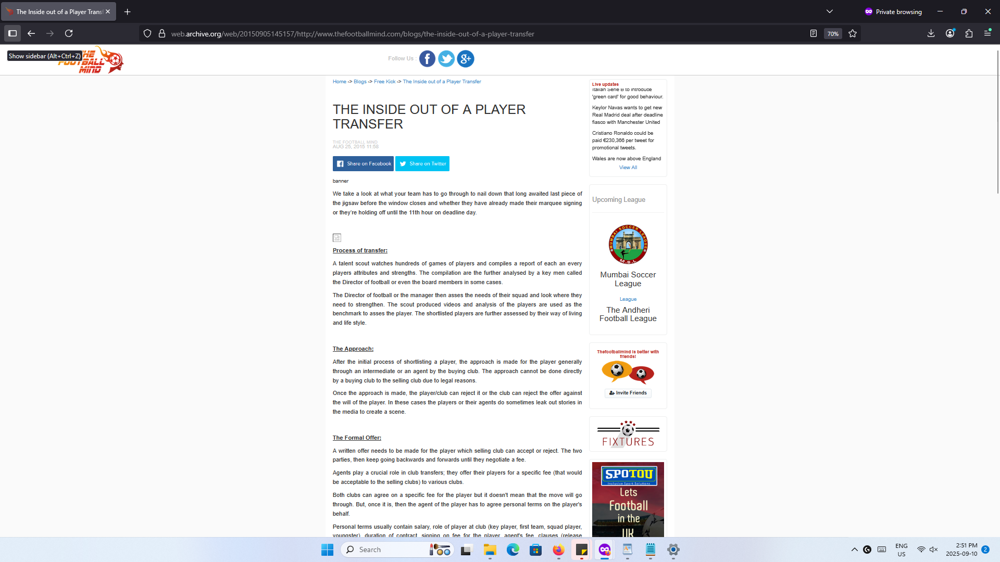 The Inside out of a Player Trans
Private browsing
web.archive.org/web/20150905145157/http://www.thefootballmind.com/blogs/the-inside-out-of-a-player-transfer
70%
Show sidebar (Alt+Ctrl+Z)
THE
FOOTBALL
MIND
Follow Us :
Home -> Blogs -> Free Kick -> The Inside out of a Player Transfer
THE INSIDE OUT OF A PLAYER
TRANSFER
THE FOOTBALL MIND
AUG 25, 2015 11:58
Share on Facebook
Share on Twitter
banner
We take a look at what your team has to go through to nail down that long awaited last piece of
the jigsaw before the window closes and whether they have already made their marquee signing
or they're holding off until the 11th hour on deadline day.
Process of transfer:
A talent scout watches hundreds of games of players and compiles a report of each an every
players attributes and strengths. The compilation are the further analysed by a key men called
the Director of football or even the board members in some cases.
The Director of football or the manager then asses the needs of their squad and look where they
need to strengthen. The scout produced videos and analysis of the players are used as the
benchmark to asses the player. The shortlisted players are further assessed by their way of living
and life style.
The Approach:
After the initial process of shortlisting a player, the approach is made for the player generally
through an intermediate or an agent by the buying club. The approach cannot be done directly
by a buying club to the selling club due to legal reasons.
Once the approach is made, the player/club can reject it or the club can reject the offer against
the will of the player. In these cases the players or their agents do sometimes leak out stories in
the media to create a scene.
The Formal Offer:
A written offer needs to be made for the player which selling club can accept or reject. The two
parties, then keep going backwards and forwards until they negotiate a fee.
Agents play a crucial role in club transfers; they offer their players for a specific fee (that would
be acceptable to the selling clubs) to various clubs.
Both clubs can agree on a specific fee for the player but it doesn't mean that the move will go
through. But, once it is, then the agent of the player has to agree personal terms on the player's
behalf.
Personal terms usually contain salary, role of player at club (key player, first team, squad player,
youngster), duration of contract, signing on fee for the player, agent's fee, clauses (release
Live updates
Italian Serie B to introduce
'green card' for good behaviour.
Keylor Navas wants to get new
Real Madrid deal after deadline
fiasco with Manchester United
Cristiano Ronaldo could be
paid €230,366 per tweet for
promotional tweets.
Wales are now above England
View All
Upcoming League
MUMBAI SOCCER LEAGUE
M.S.L
Mumbai Soccer
League
League
The Andheri
Football League
Thefootballmind is better with
friends!
Invite Friends
FIXTURES
SPOTOU
Inclusive Sport Solutions
Lets
Football
in the
UK
Search
ENG
US
2:51 PM
2025-09-10
2